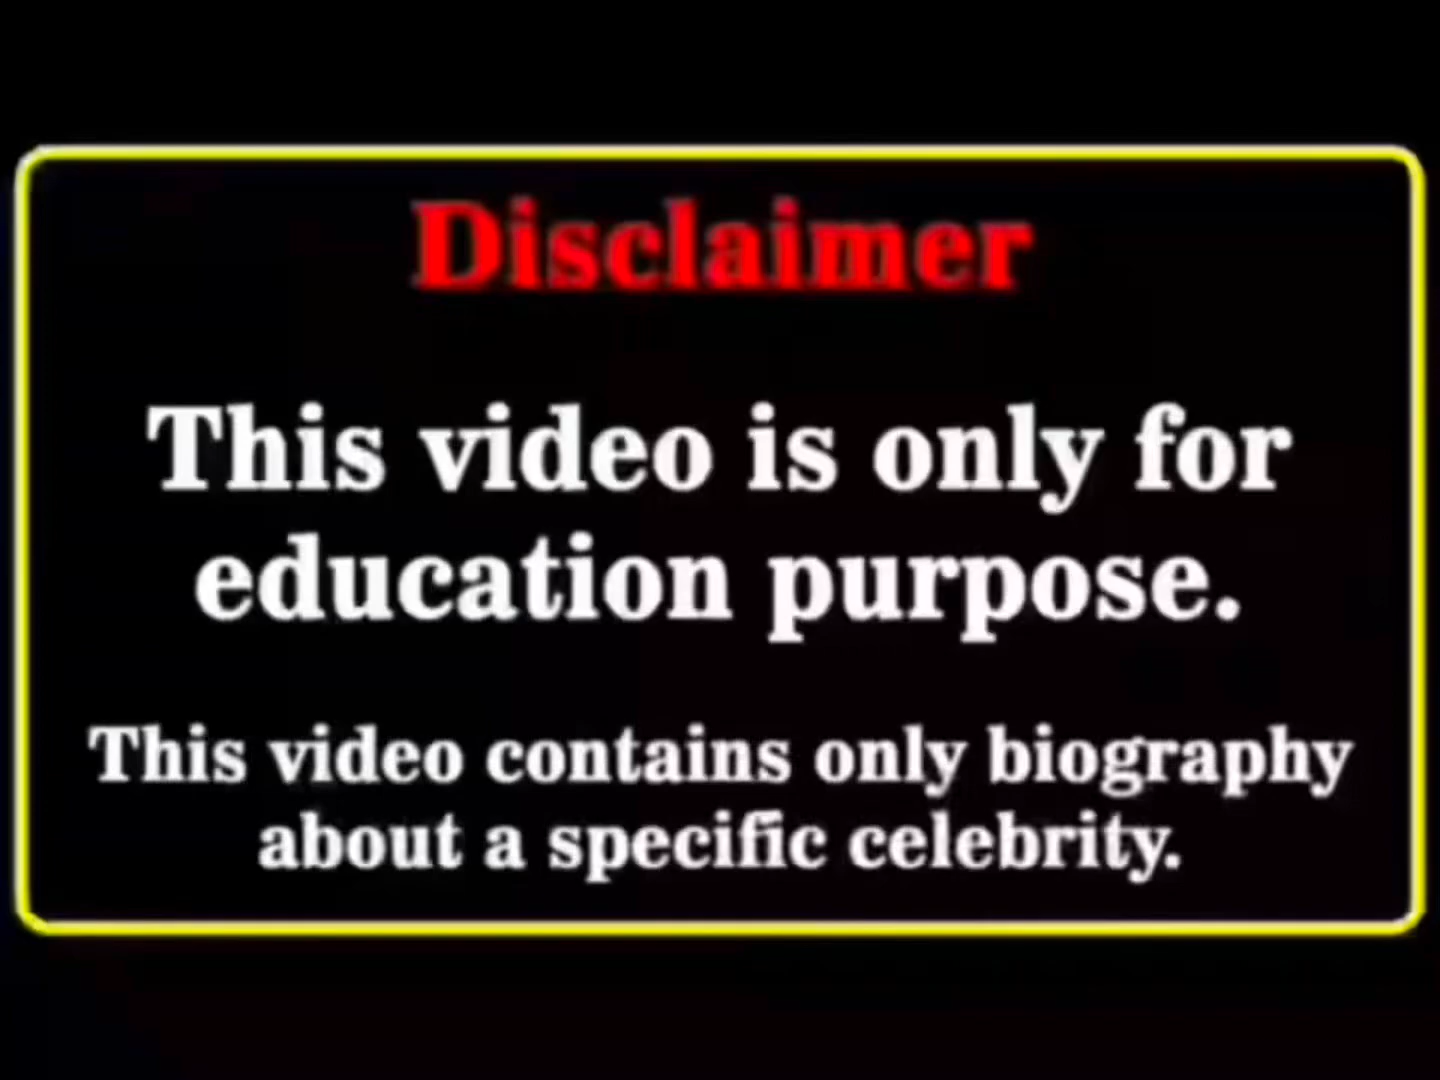 Disclaimer
This video is only for
education purpose.
This video contains only biography
about a specific celebrity.